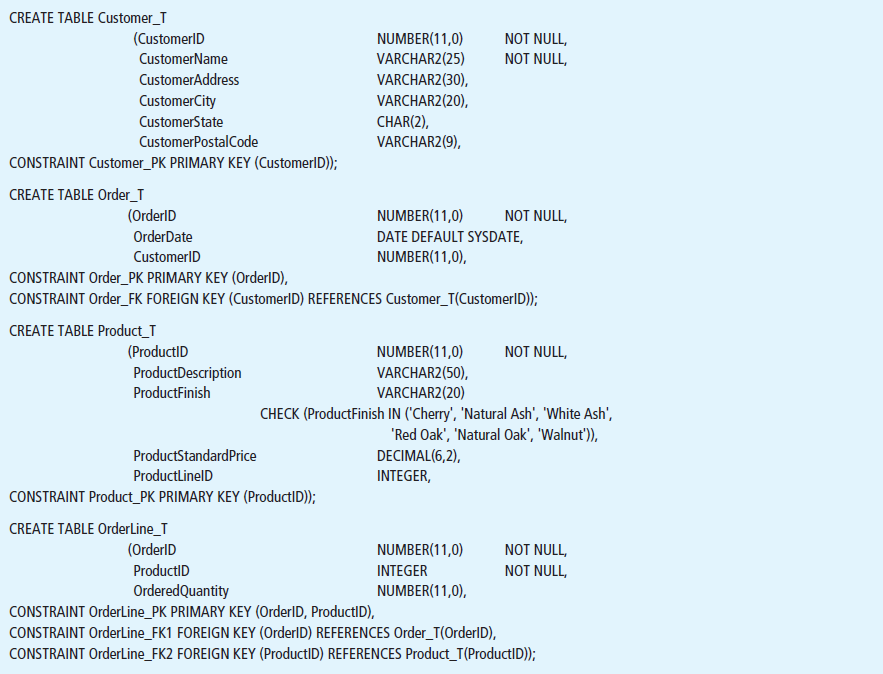 CREATE TABLE Customer_T
(CustomerID NUMBER(11,0) NOT NULL,
CustomerName VARCHAR2(25) NOT NULL,
CustomerAddress VARCHAR2(30),
CustomerCity VARCHAR2(20),
CustomerState CHAR(2),
CustomerPostalCode VARCHAR2(9),
CONSTRAINT Customer_PK PRIMARY KEY (CustomerID));
CREATE TABLE Order_T
(OrderID NUMBER(11,0) NOT NULL,
OrderDate DATE DEFAULT SYSDATE,
CustomerID NUMBER(11,0),
CONSTRAINT Order_PK PRIMARY KEY (OrderID),
CONSTRAINT Order_FK FOREIGN KEY (CustomerID) REFERENCES Customer_T(CustomerID));
CREATE TABLE Product_T
(ProductID NUMBER(11,0) NOT NULL,
ProductDescription VARCHAR2(50),
ProductFinish VARCHAR2(20)
CHECK (ProductFinish IN ('Cherry', 'Natural Ash', 'White Ash',
'Red Oak', 'Natural Oak', 'Walnut')),
ProductStandardPrice DECIMAL(6,2),
ProductLineID INTEGER,
CONSTRAINT Product_PK PRIMARY KEY (ProductID));
CREATE TABLE OrderLine_T
(OrderID NUMBER(11,0) NOT NULL,
ProductID INTEGER NOT NULL,
OrderedQuantity NUMBER(11,0),
CONSTRAINT OrderLine_PK PRIMARY KEY (OrderID, ProductID),
CONSTRAINT OrderLine_FK1 FOREIGN KEY (OrderID) REFERENCES Order_T(OrderID),
CONSTRAINT OrderLine_FK2 FOREIGN KEY (ProductID) REFERENCES Product_T(ProductID));